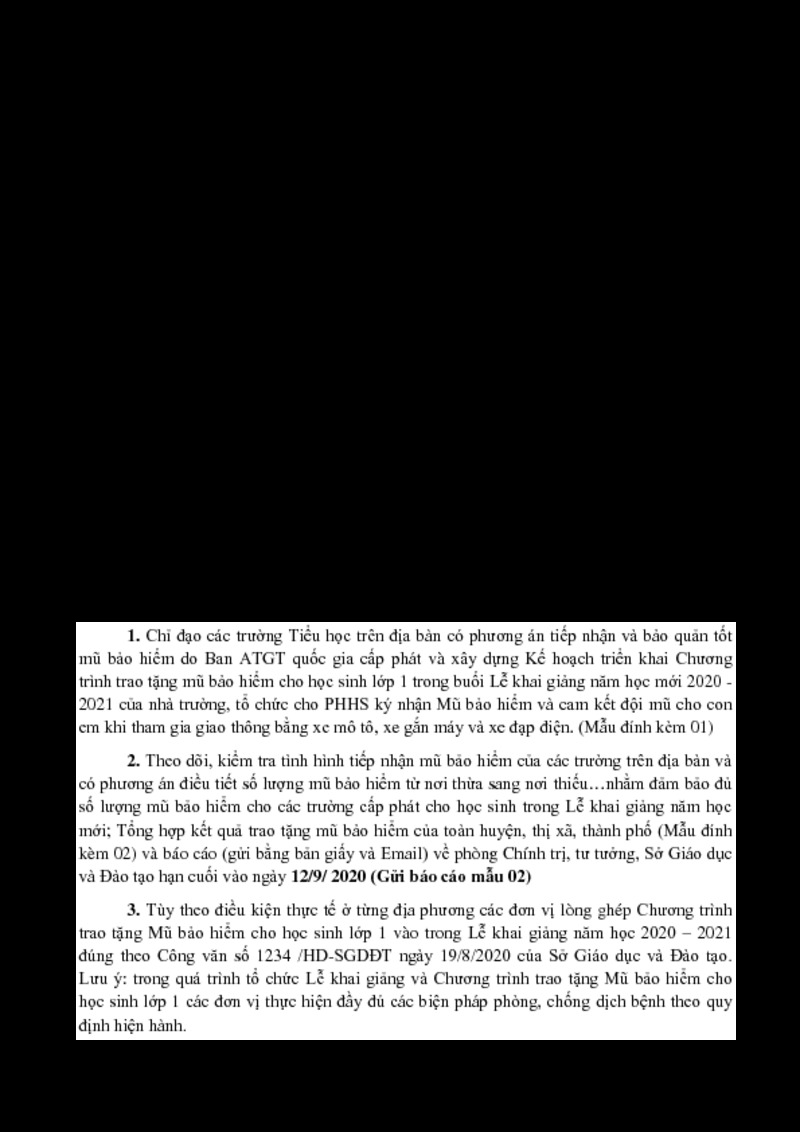 1. Chỉ đạo các trường Tiểu học trên địa bàn có phương án tiếp nhận và bảo quản tốt
mũ bảo hiểm do Ban ATGT quốc gia cấp phát và xây dựng Kế hoạch triển khai Chương
trình trao tặng mũ bảo hiểm cho học sinh lớp 1 trong buổi Lễ khai giảng năm học mới 2020 -
2021 của nhà trường, tổ chức cho PHHS ký nhận Mũ bảo hiểm và cam kết đội mũ cho con
em khi tham gia giao thông bằng xe mô tô, xe gắn máy và xe đạp điện. (Mẫu đính kèm 01)
2. Theo dõi, kiểm tra tình hình tiếp nhận mũ bảo hiểm của các trường trên địa bàn và
có phương án điều tiết số lượng mũ bảo hiểm từ nơi thừa sang nơi thiếu…nhằm đảm bảo đủ
số lượng mũ bảo hiểm cho các trường cấp phát cho học sinh trong Lễ khai giảng năm học
mới; Tổng hợp kết quả trao tặng mũ bảo hiểm của toàn huyện, thị xã, thành phố (Mẫu đính
kèm 02) và báo cáo (gửi bằng bản giấy và Email) về phòng Chính trị, tư tưởng, Sở Giáo dục
và Đào tạo hạn cuối vào ngày 12/9/ 2020 (Gửi báo cáo mẫu 02)
3. Tùy theo điều kiện thực tế ở từng địa phương các đơn vị lòng ghép Chương trình
trao tặng Mũ bảo hiểm cho học sinh lớp 1 vào trong Lễ khai giảng năm học 2020 – 2021
đúng theo Công văn số 1234 /HD-SGDĐT ngày 19/8/2020 của Sở Giáo dục và Đào tạo.
Lưu ý: trong quá trình tổ chức Lễ khai giảng và Chương trình trao tặng Mũ bảo hiểm cho
học sinh lớp 1 các đơn vị thực hiện đầy đủ các biện pháp phòng, chống dịch bệnh theo quy
định hiện hành.